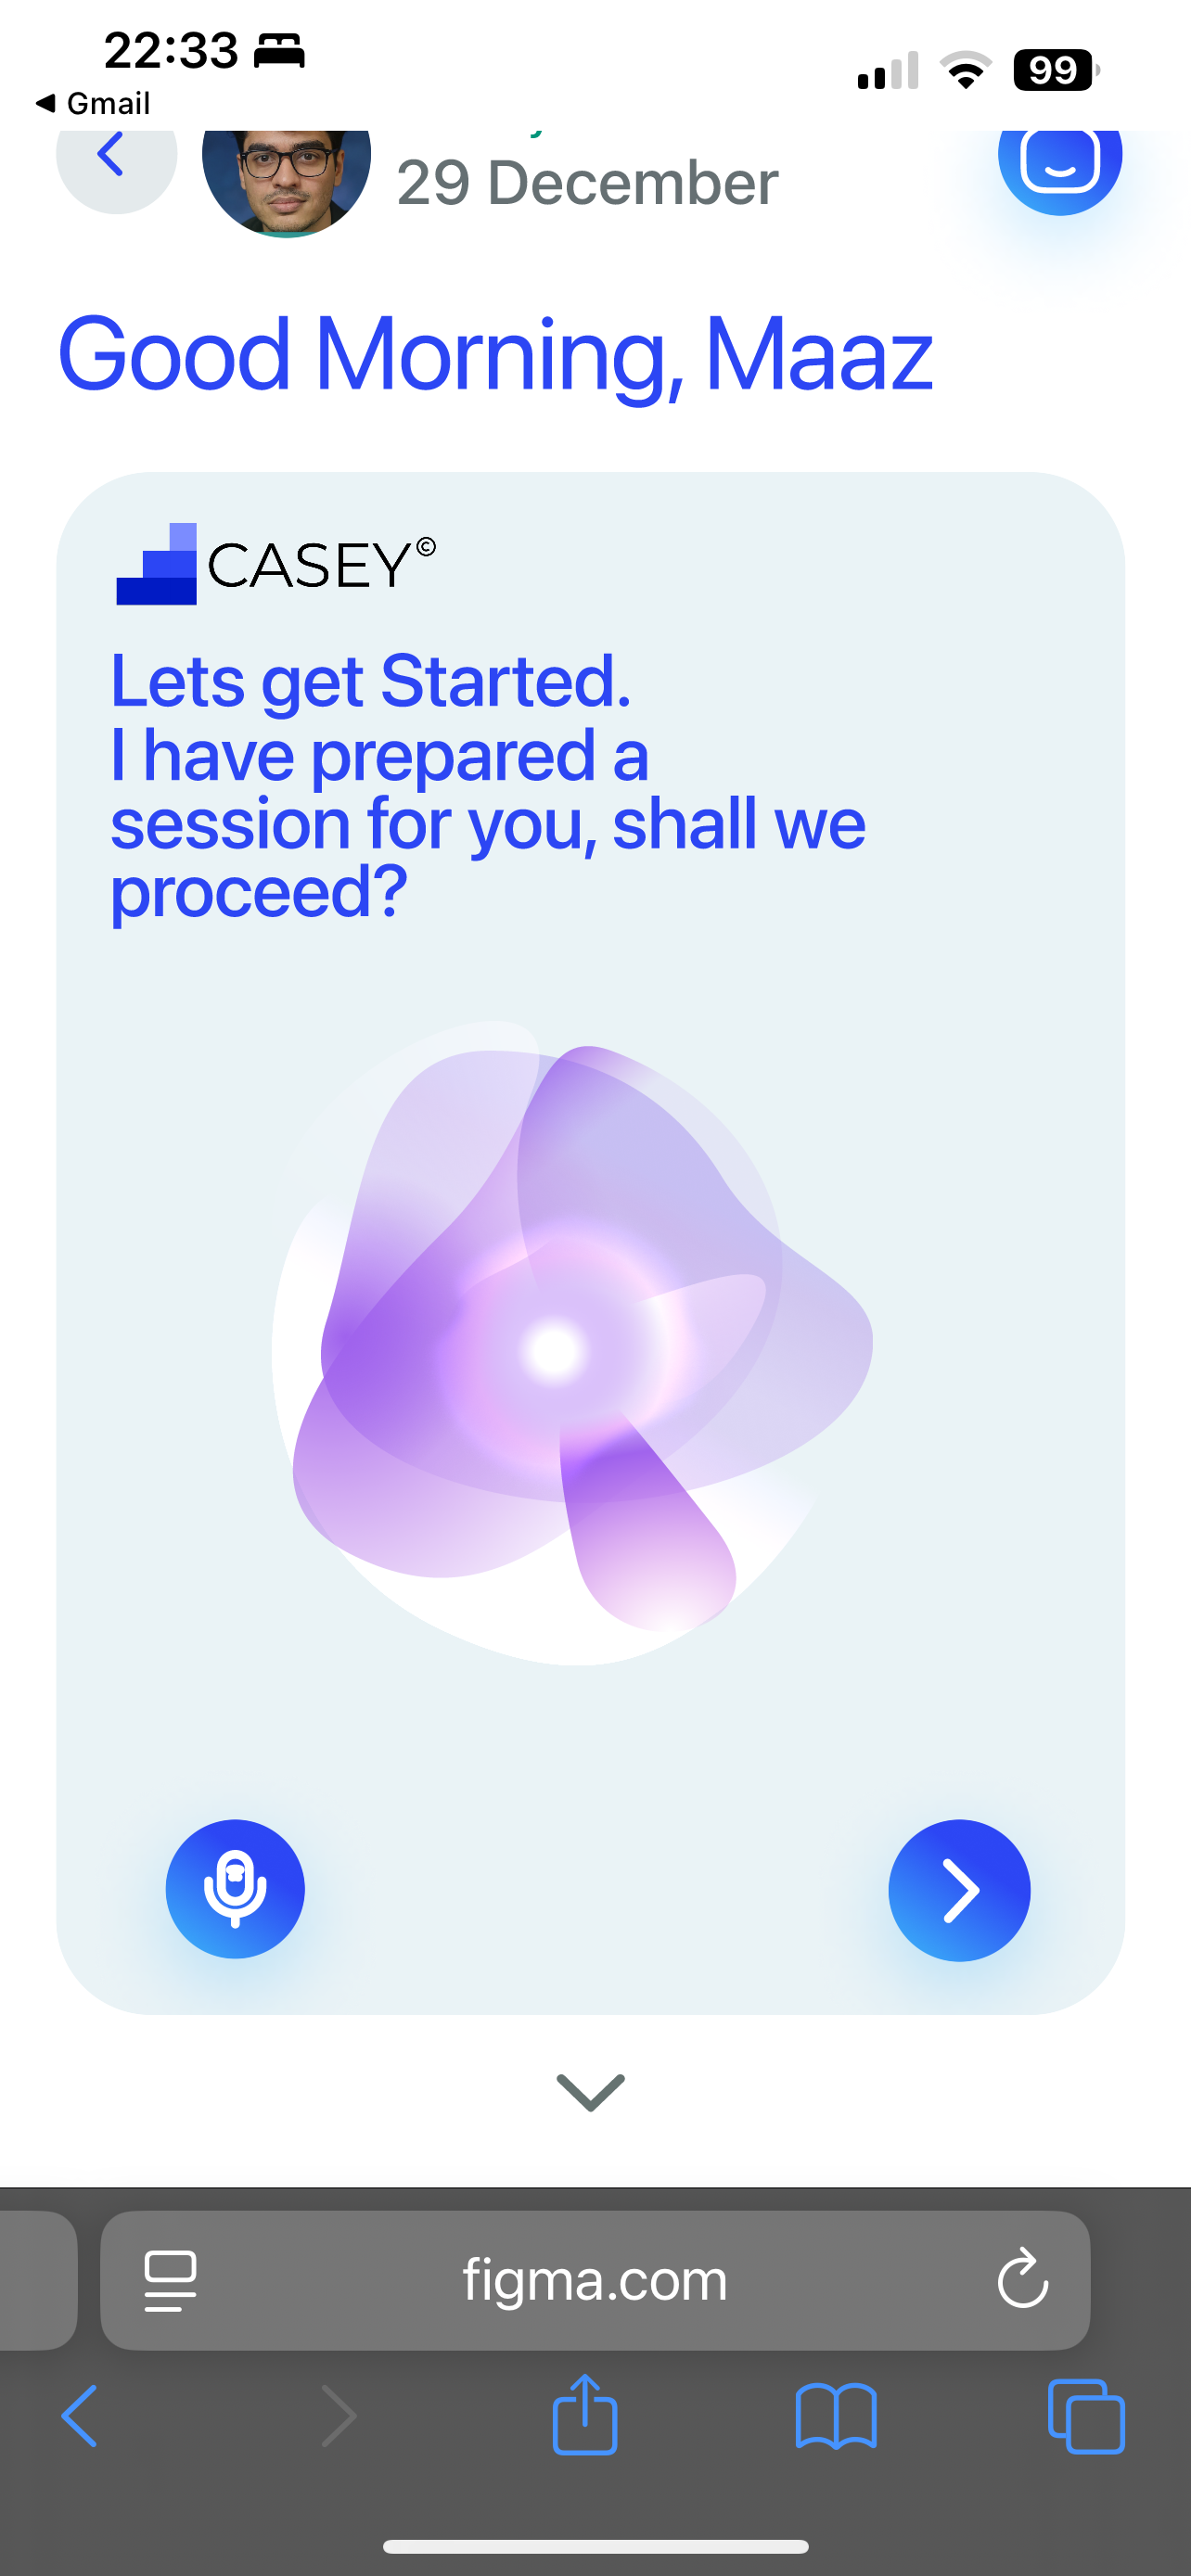 22:33
99
◀ Gmail
29 December
Good Morning, Maaz
CASEY©
Lets get Started.
I have prepared a
session for you, shall we
proceed?
figma.com